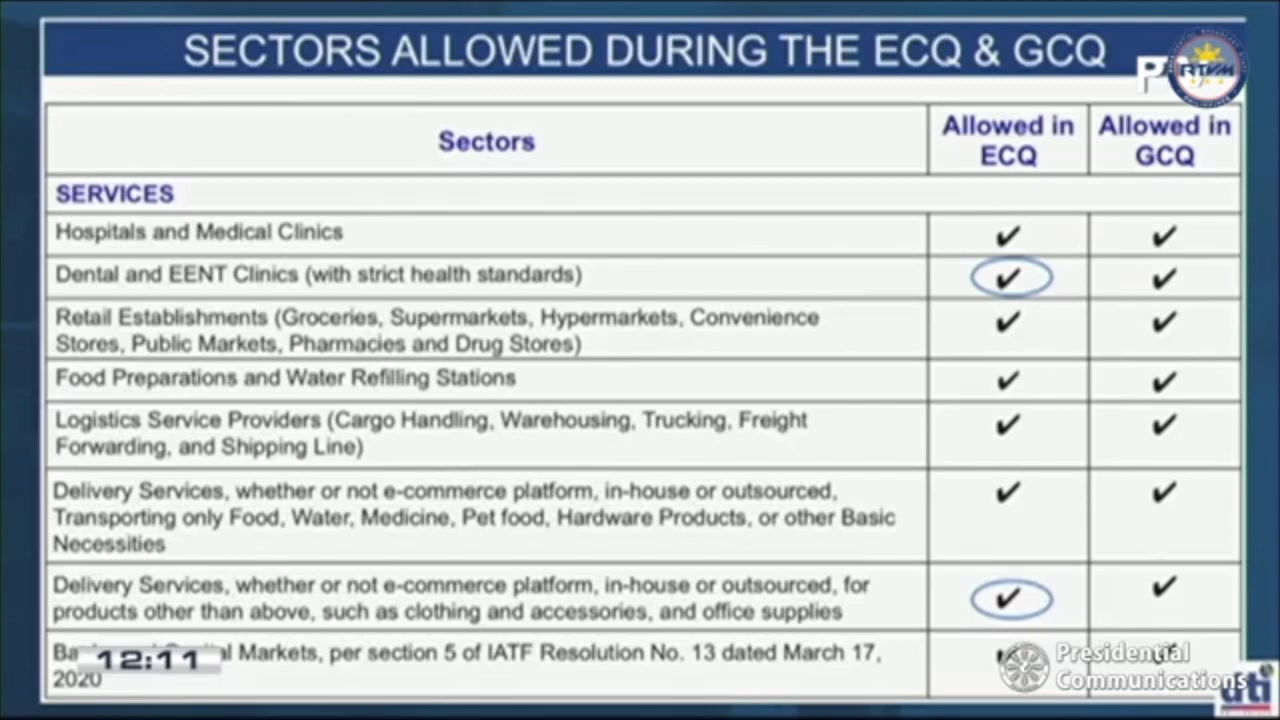 SECTORS ALLOWED DURING THE ECQ & GCQ
P
RTVM
Sectors
Allowed in
ECQ
Allowed in
GCQ
SERVICES
Hospitals and Medical Clinics
✔ ✔
Dental and EENT Clinics (with strict health standards)
✔ ✔
Retail Establishments (Groceries, Supermarkets, Hypermarkets, Convenience
Stores, Public Markets, Pharmacies and Drug Stores)
✔ ✔
Food Preparations and Water Refilling Stations
✔ ✔
Logistics Service Providers (Cargo Handling, Warehousing, Trucking, Freight
Forwarding, and Shipping Line)
✔ ✔
Delivery Services, whether or not e-commerce platform, in-house or outsourced,
Transporting only Food, Water, Medicine, Pet food, Hardware Products, or other Basic
Necessities
✔ ✔
Delivery Services, whether or not e-commerce platform, in-house or outsourced, for
products other than above, such as clothing and accessories, and office supplies
✔ ✔
Markets, per section 5 of IATF Resolution No. 13 dated March 17,
2020
12:11
Presidential
Communications
dti